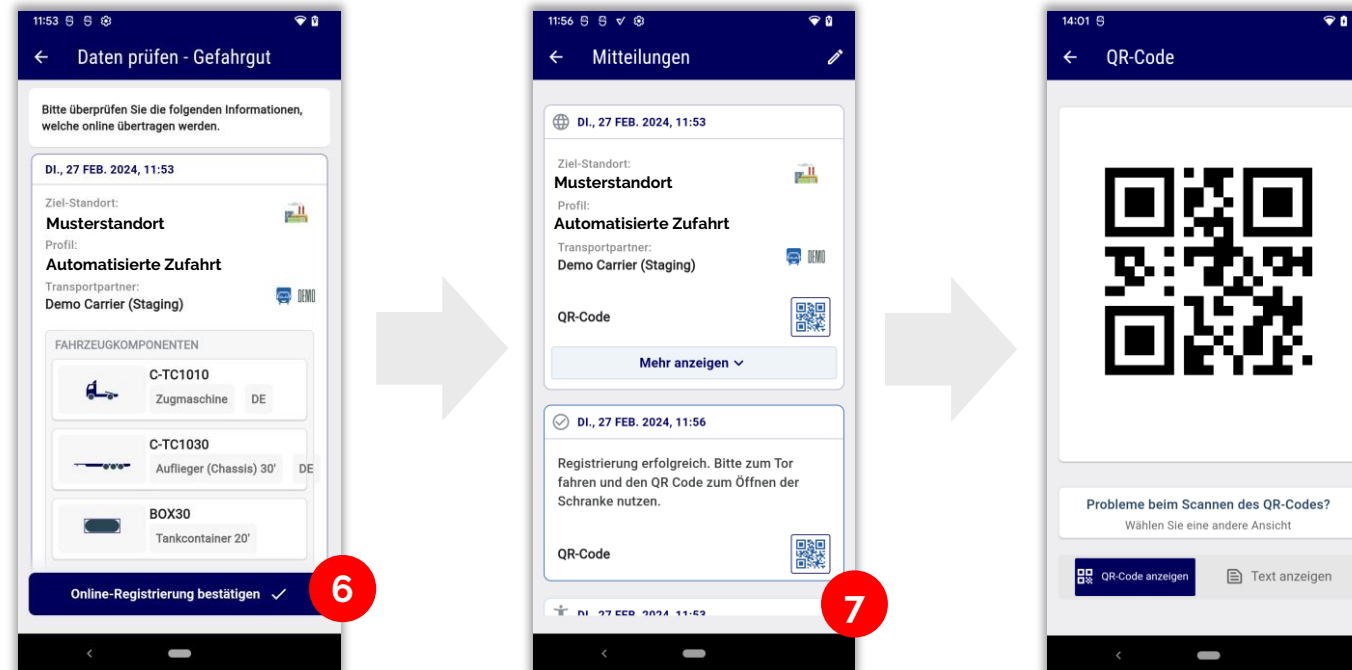 11:53
Daten prüfen - Gefahrgut
Bitte überprüfen Sie die folgenden Informationen,
welche online übertragen werden.
DI., 27 FEB. 2024, 11:53
Ziel-Standort:
Musterstandort
Profil:
Automatisierte Zufahrt
Transportpartner:
Demo Carrier (Staging)
DEMO
FAHRZEUGKOMPONENTEN
C-TC1010
Zugmaschine DE
C-TC1030
Auflieger (Chassis) 30' DE
BOX30
Tankcontainer 20'
Online-Registrierung bestätigen
6
11:56
Mitteilungen
DI., 27 FEB. 2024, 11:53
Ziel-Standort:
Musterstandort
Profil:
Automatisierte Zufahrt
Transportpartner:
Demo Carrier (Staging)
DEMO
QR-Code
Mehr anzeigen
DI., 27 FEB. 2024, 11:56
Registrierung erfolgreich. Bitte zum Tor
fahren und den QR Code zum Öffnen der
Schranke nutzen.
QR-Code
DI., 27 FEB. 2024, 11:53
7
14:01
QR-Code
Probleme beim Scannen des QR-Codes?
Wählen Sie eine andere Ansicht
QR-Code anzeigen
Text anzeigen